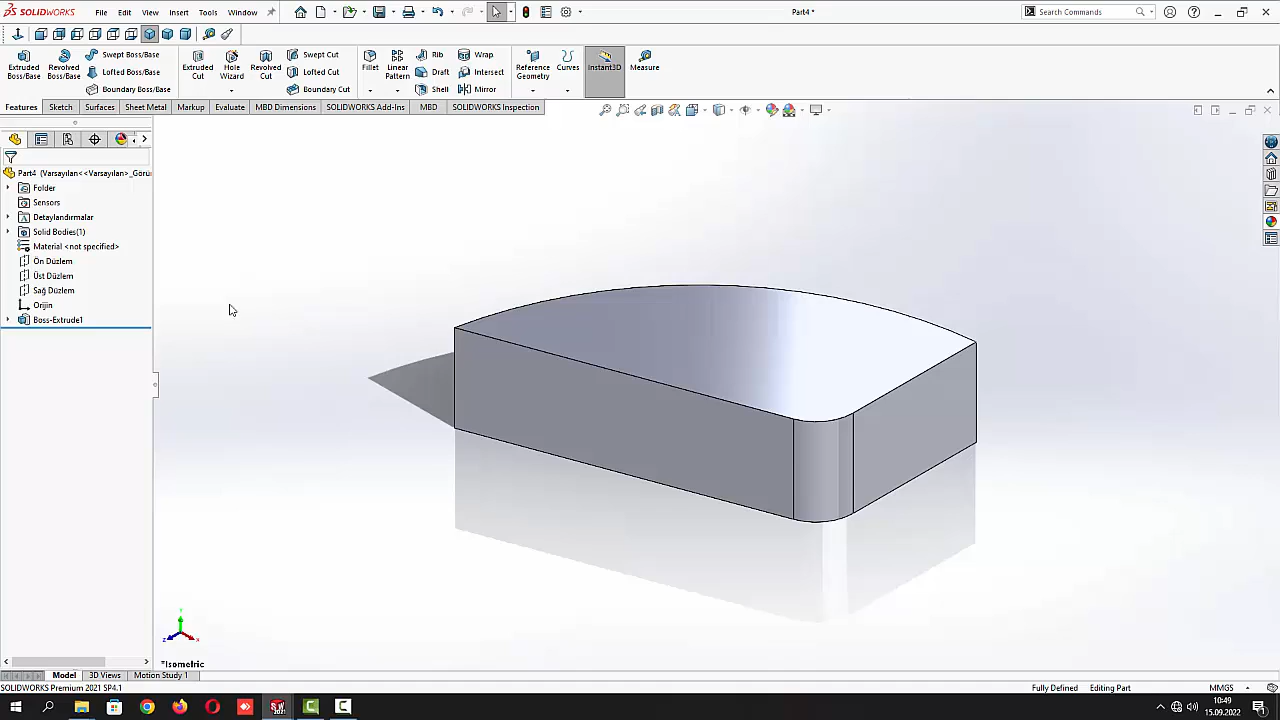 SOLIDWORKS File Edit View Insert Tools Window Part4 * Search Commands
Extruded Boss/Base
Revolved Boss/Base
Swept Boss/Base
Lofted Boss/Base
Boundary Boss/Base
Extruded Cut
Hole Wizard
Revolved Cut
Swept Cut
Lofted Cut
Boundary Cut
Fillet
Linear Pattern
Rib
Draft
Shell
Wrap
Intersect
Mirror
Reference Geometry
Curves
Instant3D
Measure
Features Sketch Surfaces Sheet Metal Markup Evaluate MBD Dimensions SOLIDWORKS Add-Ins MBD SOLIDWORKS Inspection
Part4 (Varsayılan<<Varsayılan>_Görün
Folder
Sensors
Detaylandırmalar
Solid Bodies(1)
Material <not specified>
Ön Düzlem
Üst Düzlem
Sağ Düzlem
Orijin
Boss-Extrude1
Y
Z X
*Isometric
Model 3D Views Motion Study 1
SOLIDWORKS Premium 2021 SP4.1 Fully Defined Editing Part MMGS
10:49
15.09.2022